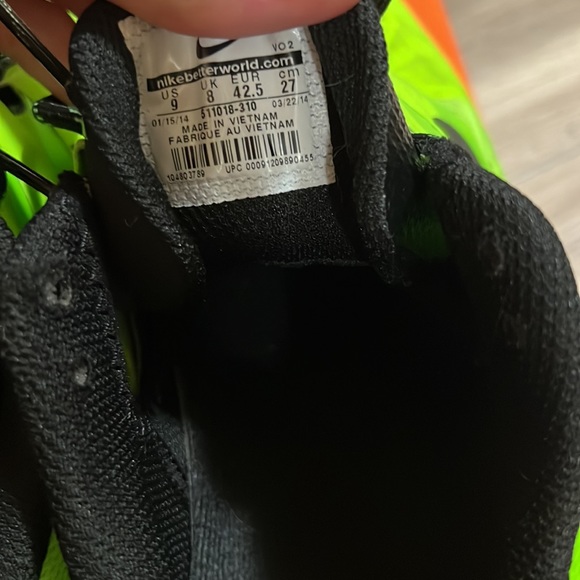 VO2
nikebetterworld.com
US UK EUR cm
9 8 42.5 27
511018-310
01/15/14 03/22/14
MADE IN VIETNAM
FABRIQUE AU VIETNAM
104803789 UPC 00091209890455